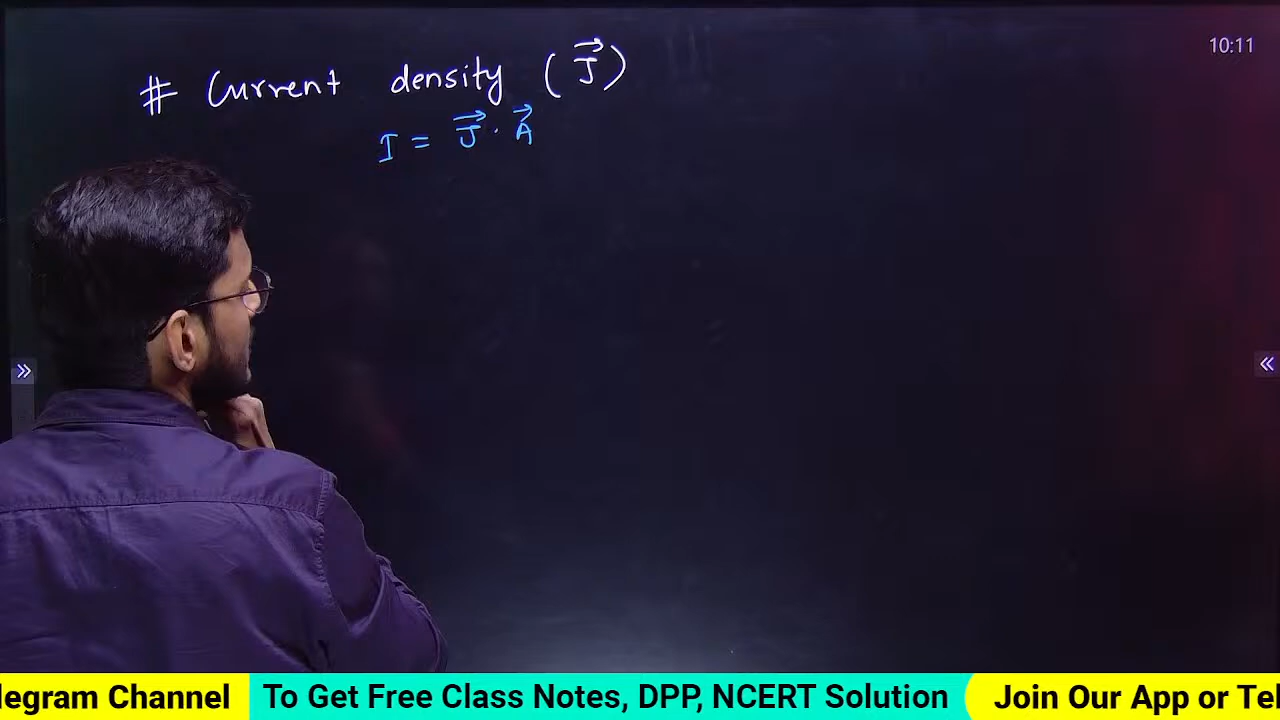 10:11
# Current density (J⃗)
I = J⃗ · A⃗
»
«
legram Channel To Get Free Class Notes, DPP, NCERT Solution Join Our App or Tel